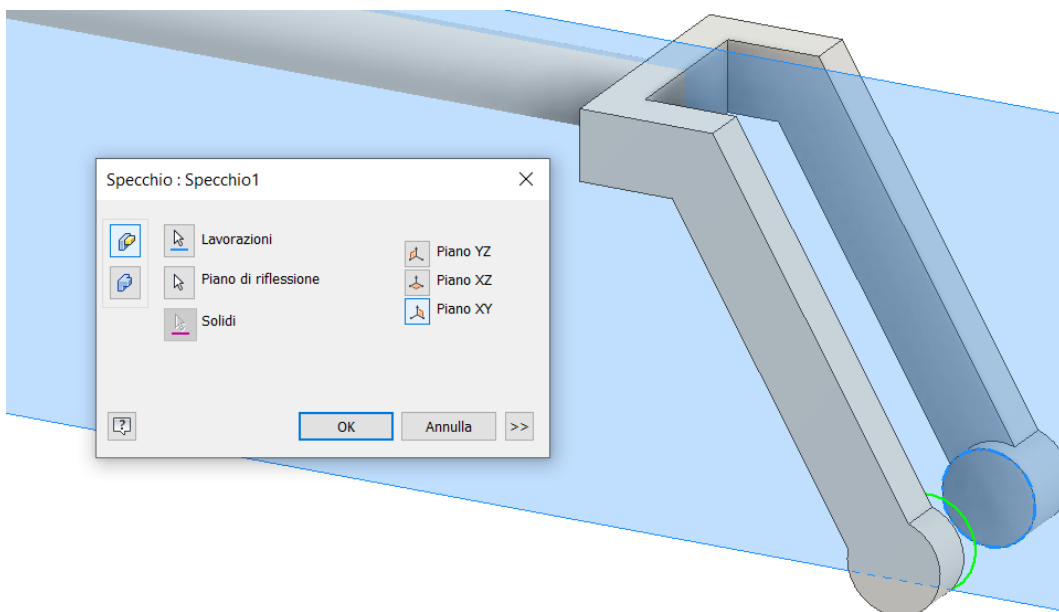 Specchio : Specchio1
Lavorazioni
Piano di riflessione
Solidi
Piano YZ
Piano XZ
Piano XY
?
OK
Annulla
>>